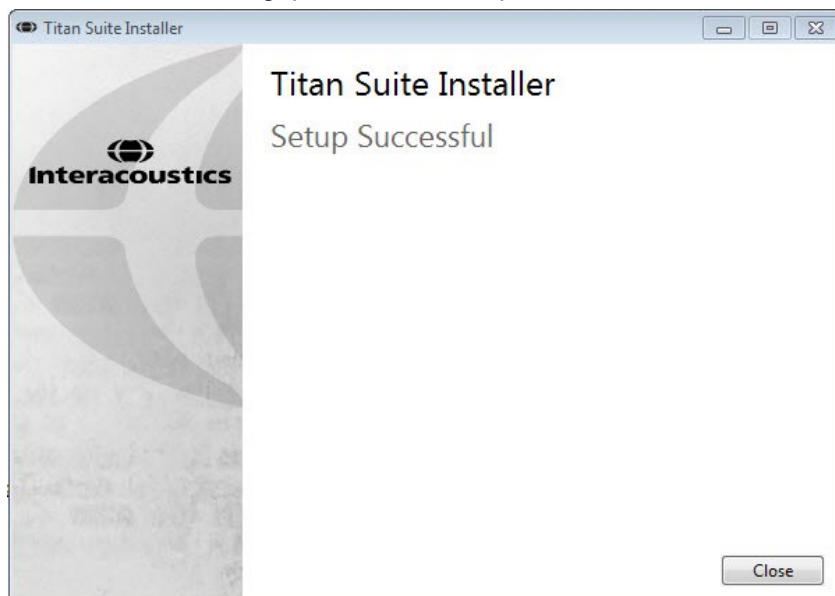 Titan Suite Installer
Titan Suite Installer
Setup Successful
Interacoustics
Close